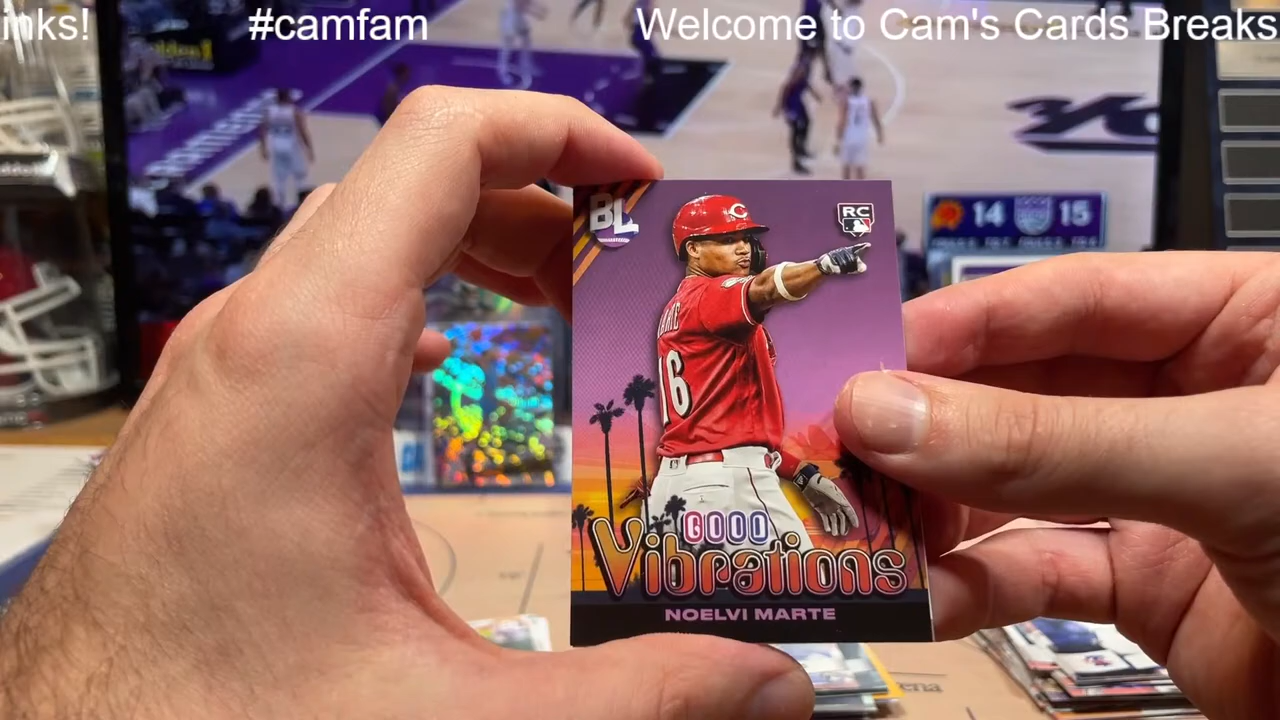 inks!
#camfam
Welcome to Cam's Cards Breaks
14
15
BL
RC
C
16
GOOD
Vibrations
NOELVI MARTE